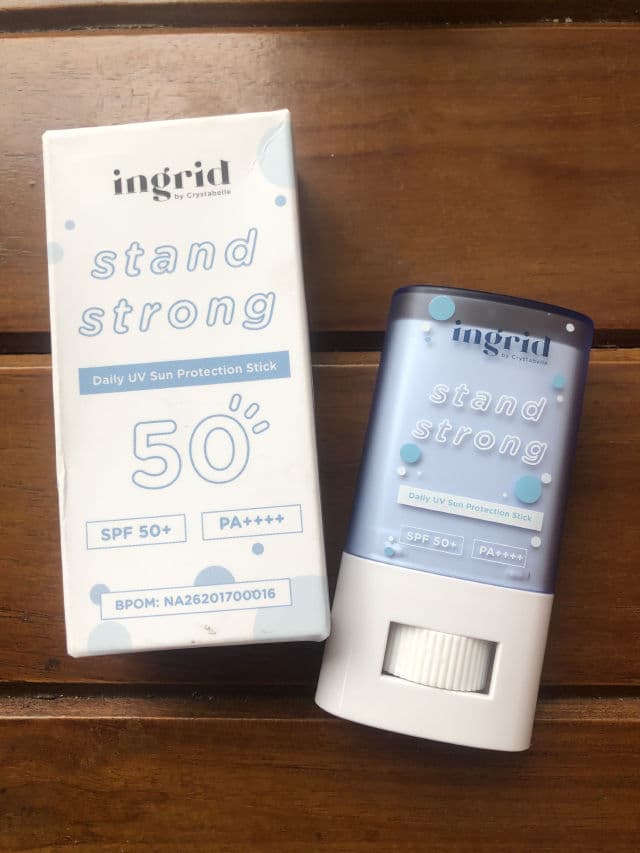 ingrid
by Crystabelle
stand
strong
Daily UV Sun Protection Stick
50
SPF 50+
PA++++
BPOM: NA26201700016
ingrid
by Crystabelle
stand
strong
Daily UV Sun Protection Stick
SPF 50+
PA++++